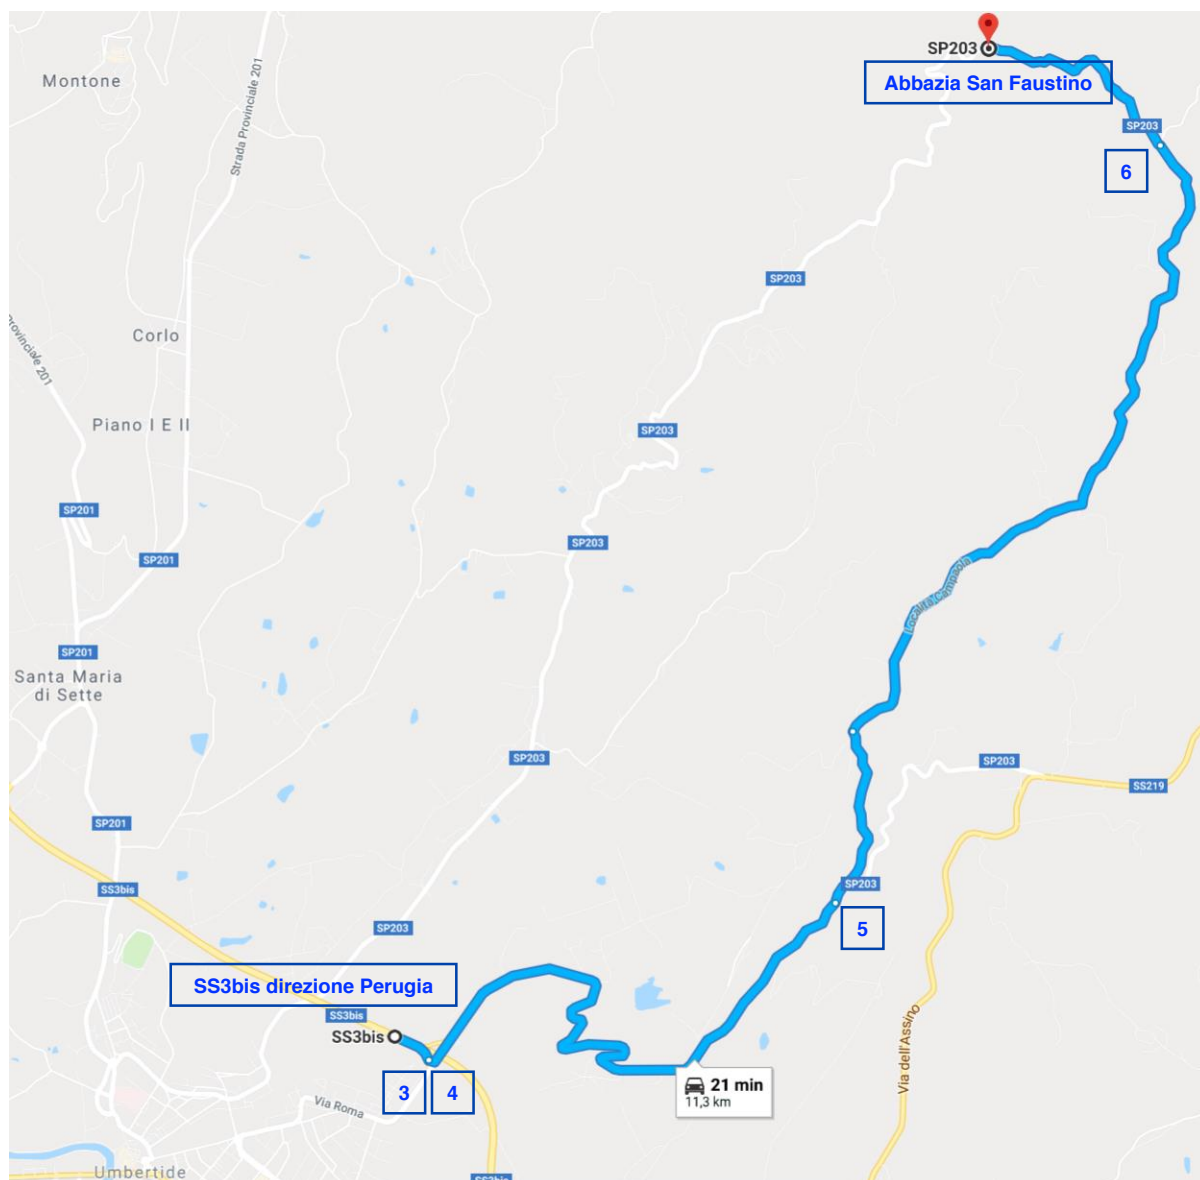 SP203
Abbazia San Faustino
Montone
Strada Provinciale 201
SP203
6
SP203
Corlo
Provinciale 201
Piano I E II
SP203
SP201
SP203
SP201
Località Campaola
SP201
Santa Maria
di Sette
SP203
SP203
SS219
SP201
SS3bis
SP203
5
SP203
SS3bis direzione Perugia
SS3bis
SS3bis
Via dell'Assino
3
4
21 min
11,3 km
Via Roma
Umbertide
SS3bis